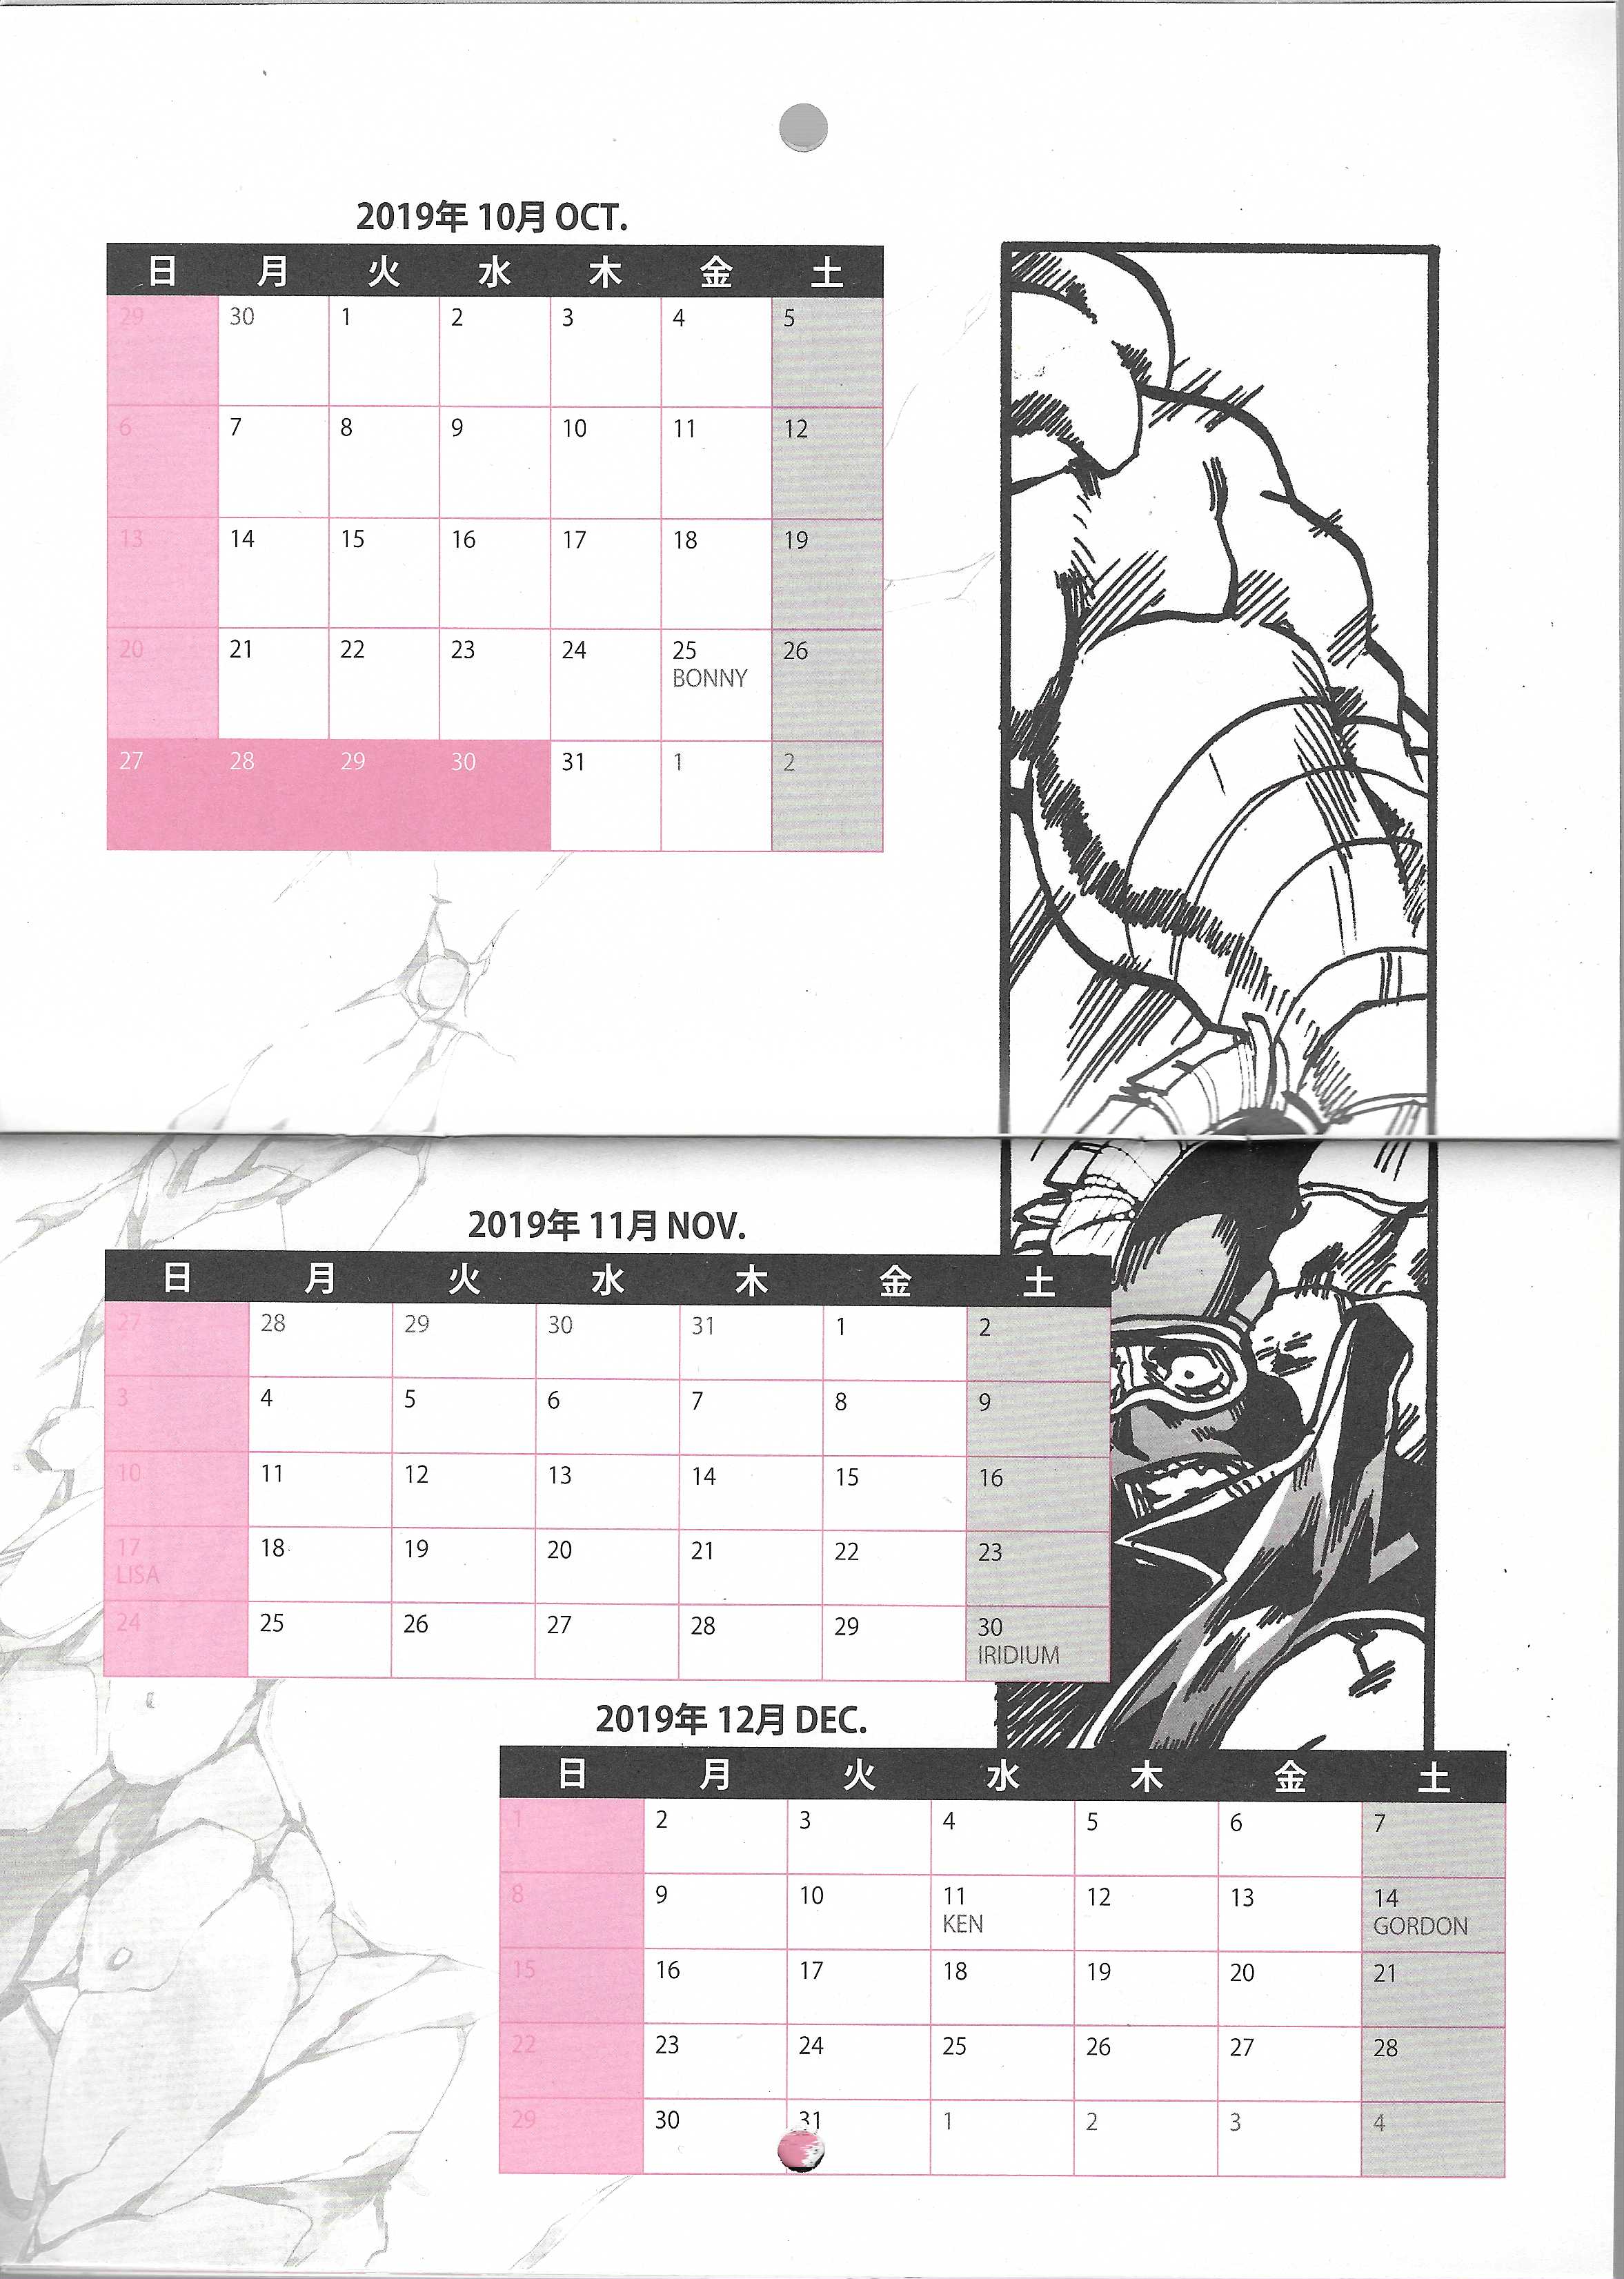 2019年 10月 OCT.
日 月 火 水 木 金 土
29 30 1 2 3 4 5
6 7 8 9 10 11 12
13 14 15 16 17 18 19
20 21 22 23 24 25 26
BONNY
27 28 29 30 31 1 2
2019年 11月 NOV.
日 月 火 水 木 金 土
27 28 29 30 31 1 2
3 4 5 6 7 8 9
10 11 12 13 14 15 16
17 18 19 20 21 22 23
LISA
24 25 26 27 28 29 30
IRIDIUM
2019年 12月 DEC.
日 月 火 水 木 金 土
1 2 3 4 5 6 7
8 9 10 11 12 13 14
KEN GORDON
15 16 17 18 19 20 21
22 23 24 25 26 27 28
29 30 31 1 2 3 4